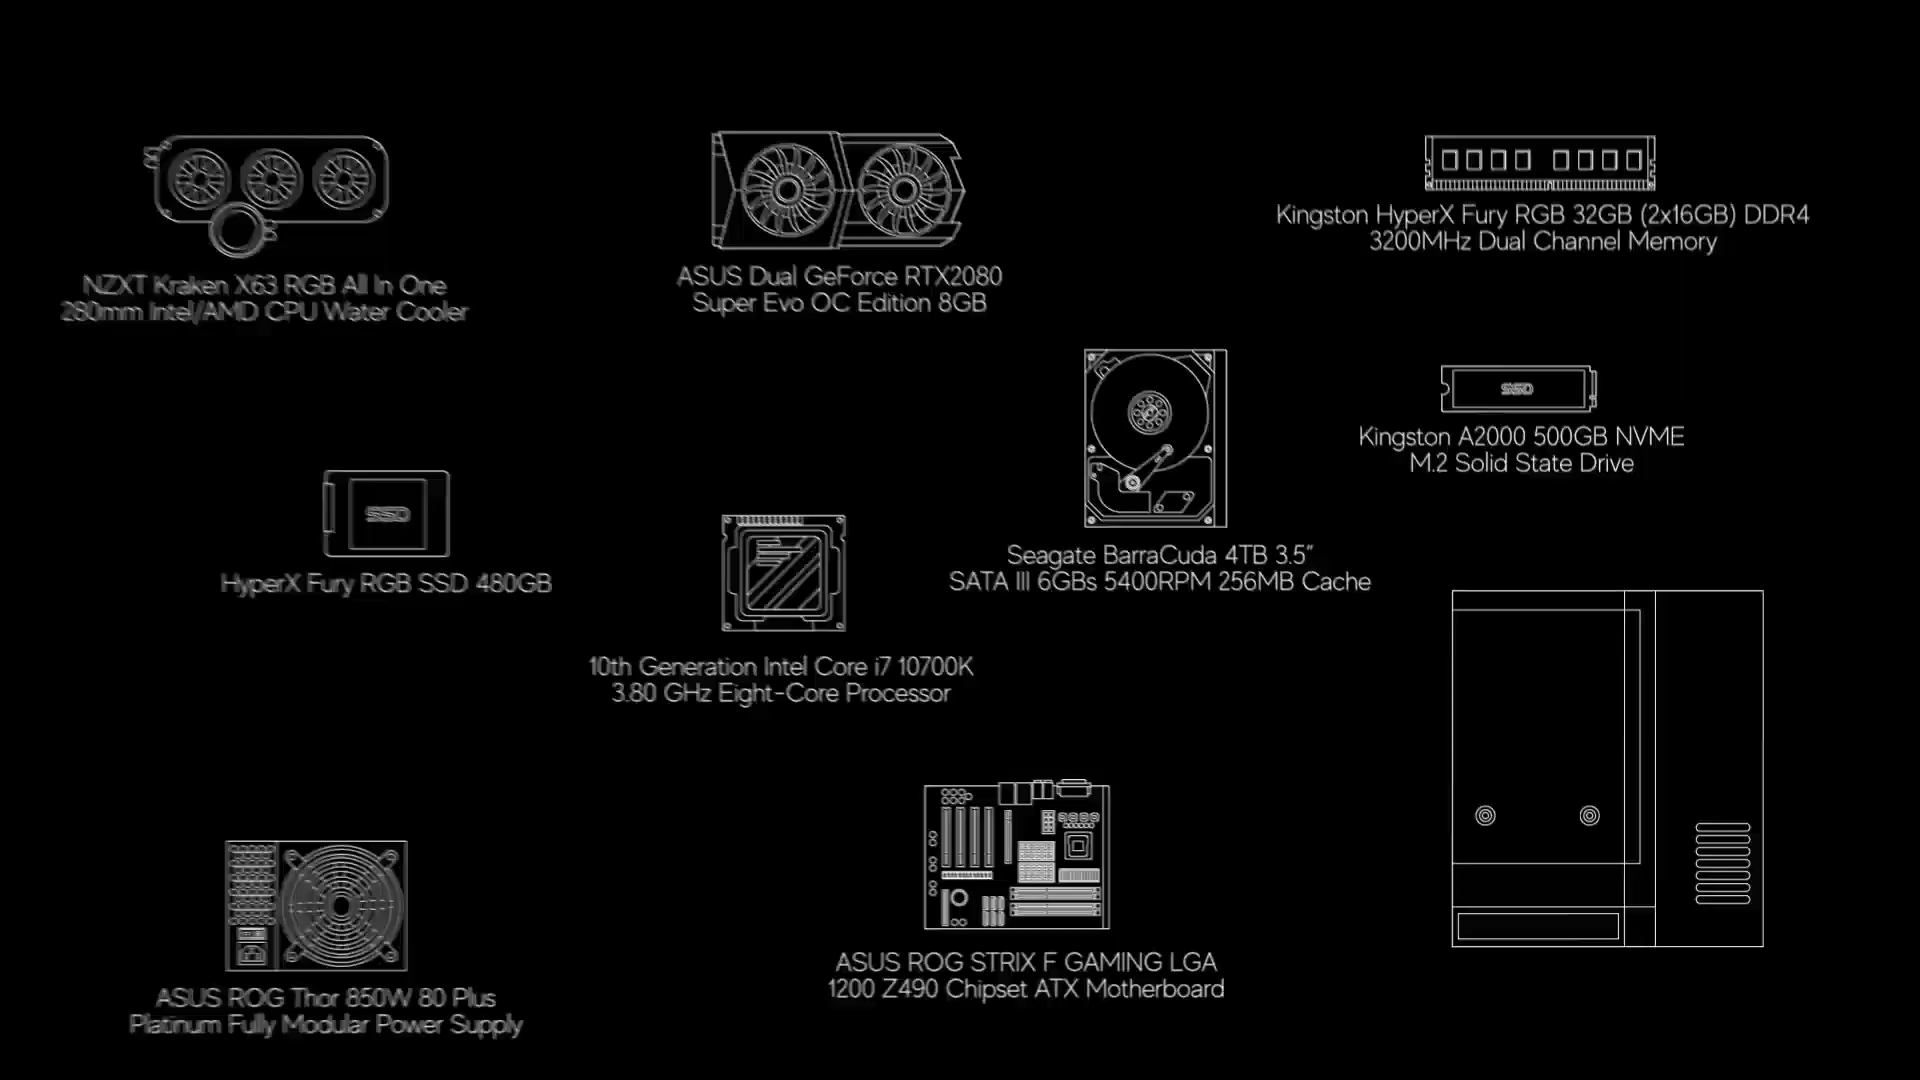 NZXT Kraken X63 RGB All In One
280mm Intel/AMD CPU Water Cooler
ASUS Dual GeForce RTX2080
Super Evo OC Edition 8GB
Kingston HyperX Fury RGB 32GB (2x16GB) DDR4
3200MHz Dual Channel Memory
SSD
Kingston A2000 500GB NVME
M.2 Solid State Drive
SSD
HyperX Fury RGB SSD 480GB
Seagate BarraCuda 4TB 3.5"
SATA III 6GBs 5400RPM 256MB Cache
10th Generation Intel Core i7 10700K
3.80 GHz Eight-Core Processor
ASUS ROG STRIX F GAMING LGA
1200 Z490 Chipset ATX Motherboard
ASUS ROG Thor 850W 80 Plus
Platinum Fully Modular Power Supply